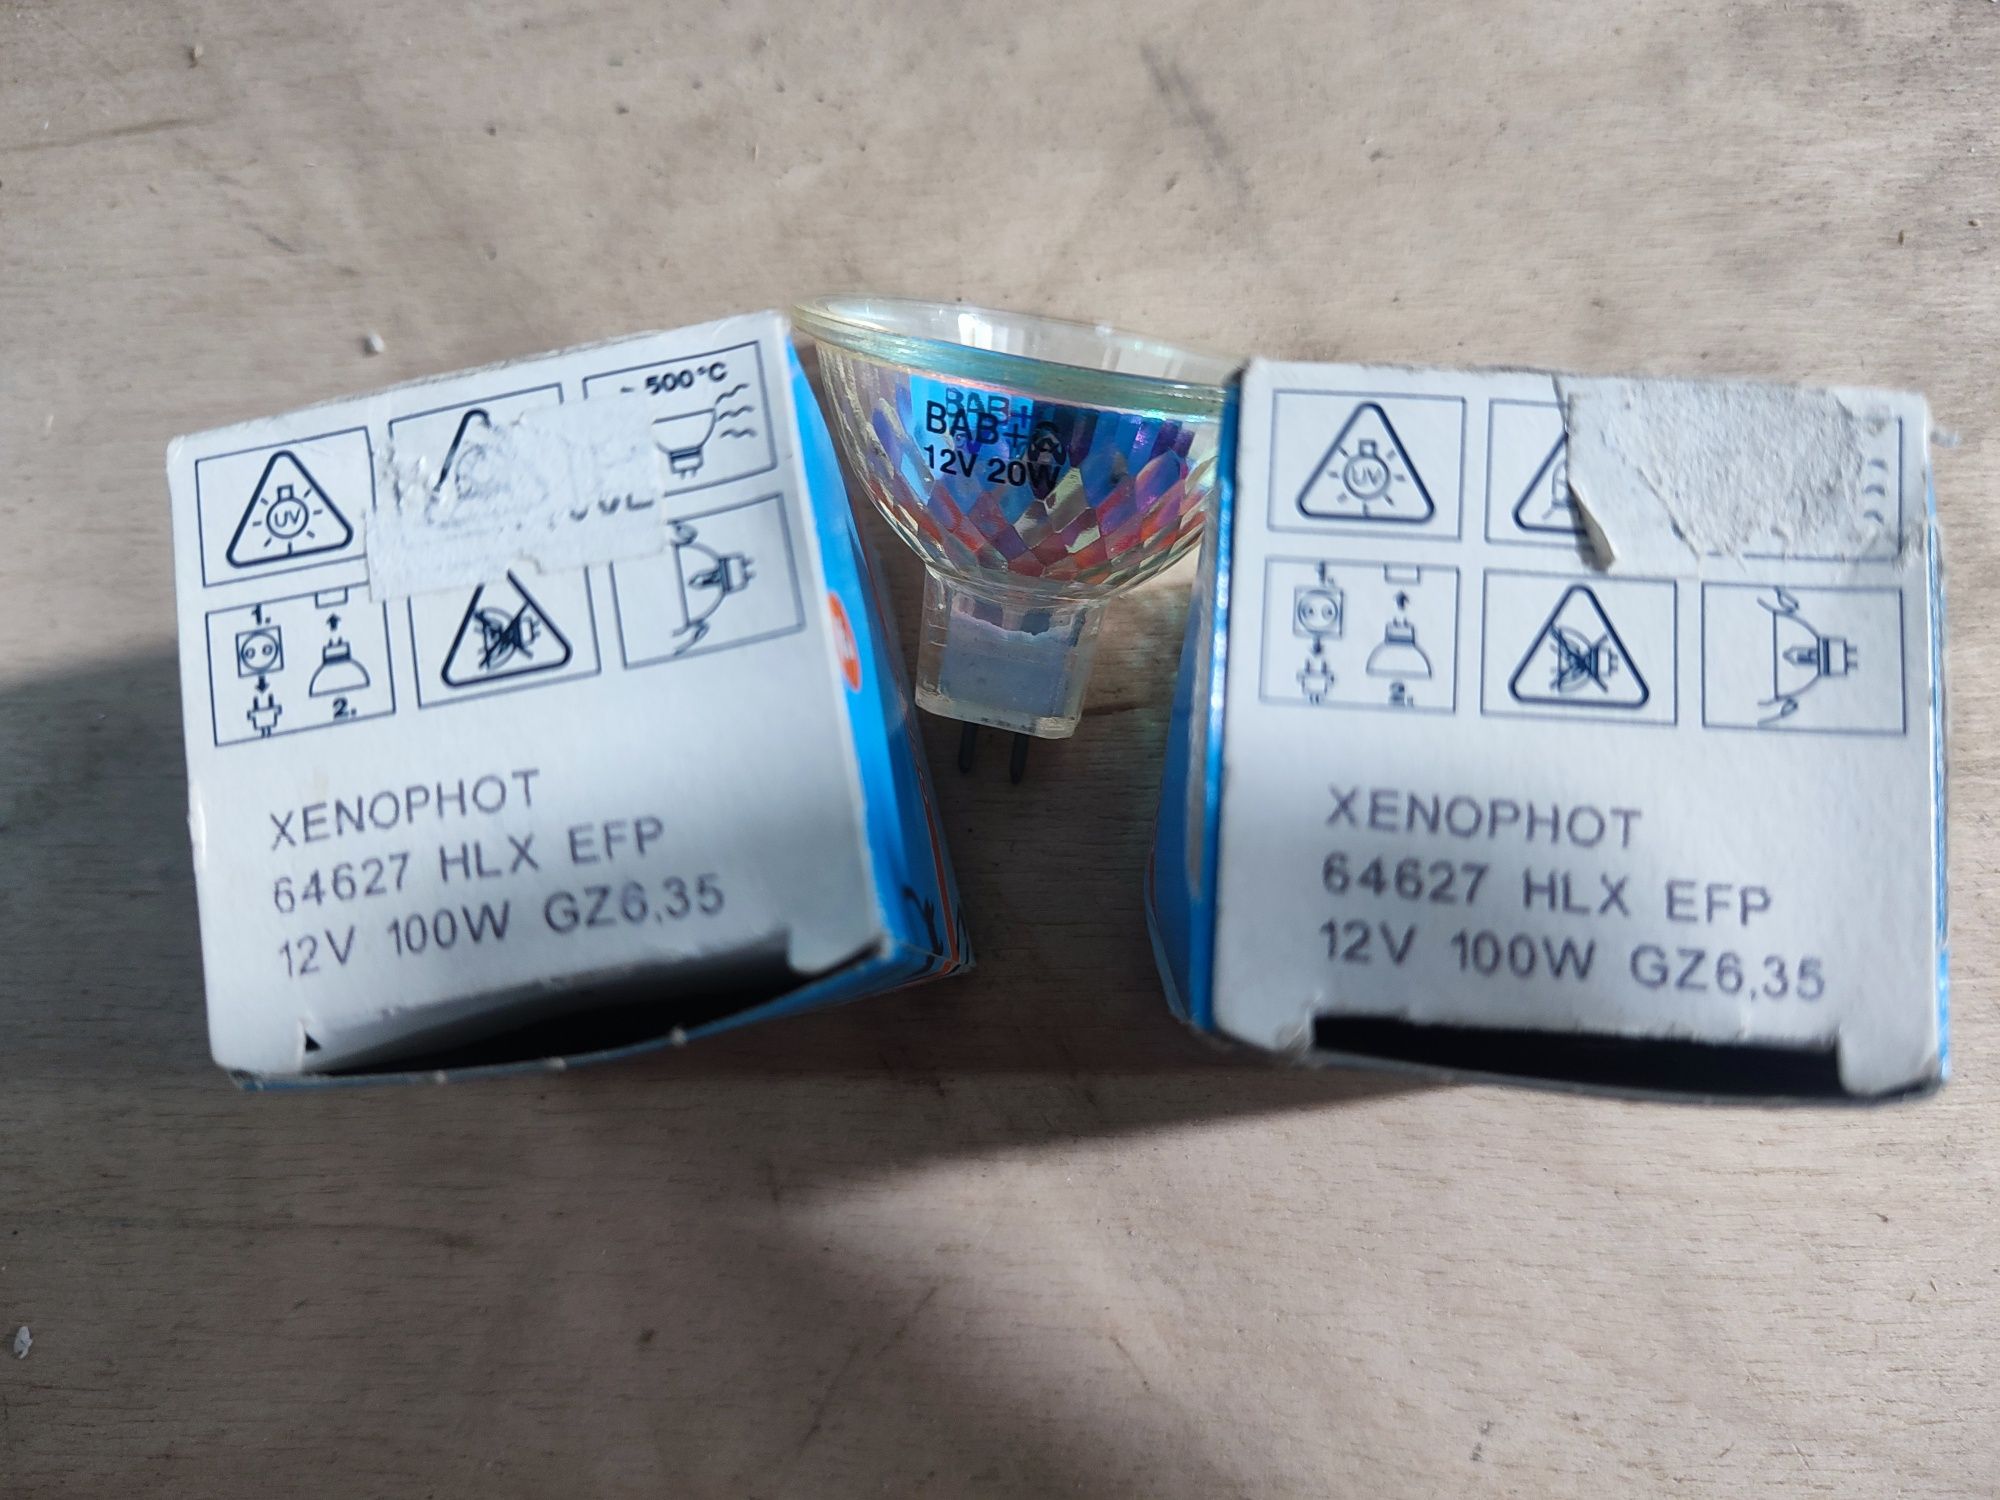 ~ 500°C
UV
1.
2.
XENOPHOT
64627 HLX EFP
12V 100W GZ6,35
BAB+C
12V 20W
UV
1.
2.
XENOPHOT
64627 HLX EFP
12V 100W GZ6,35